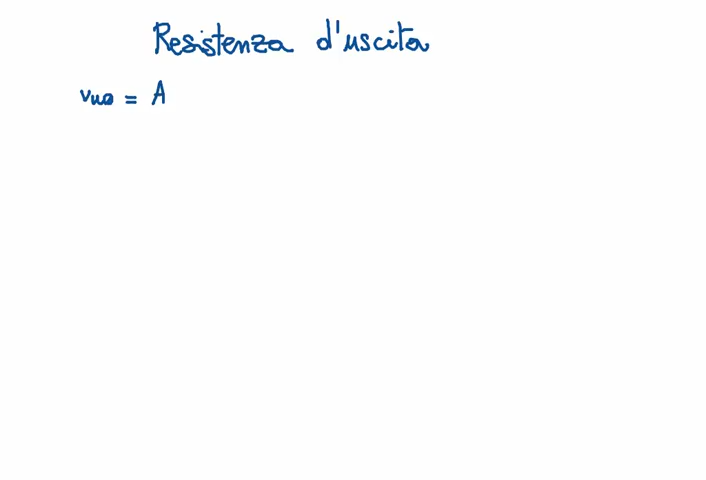 Resistenza d'uscita
vuo = A